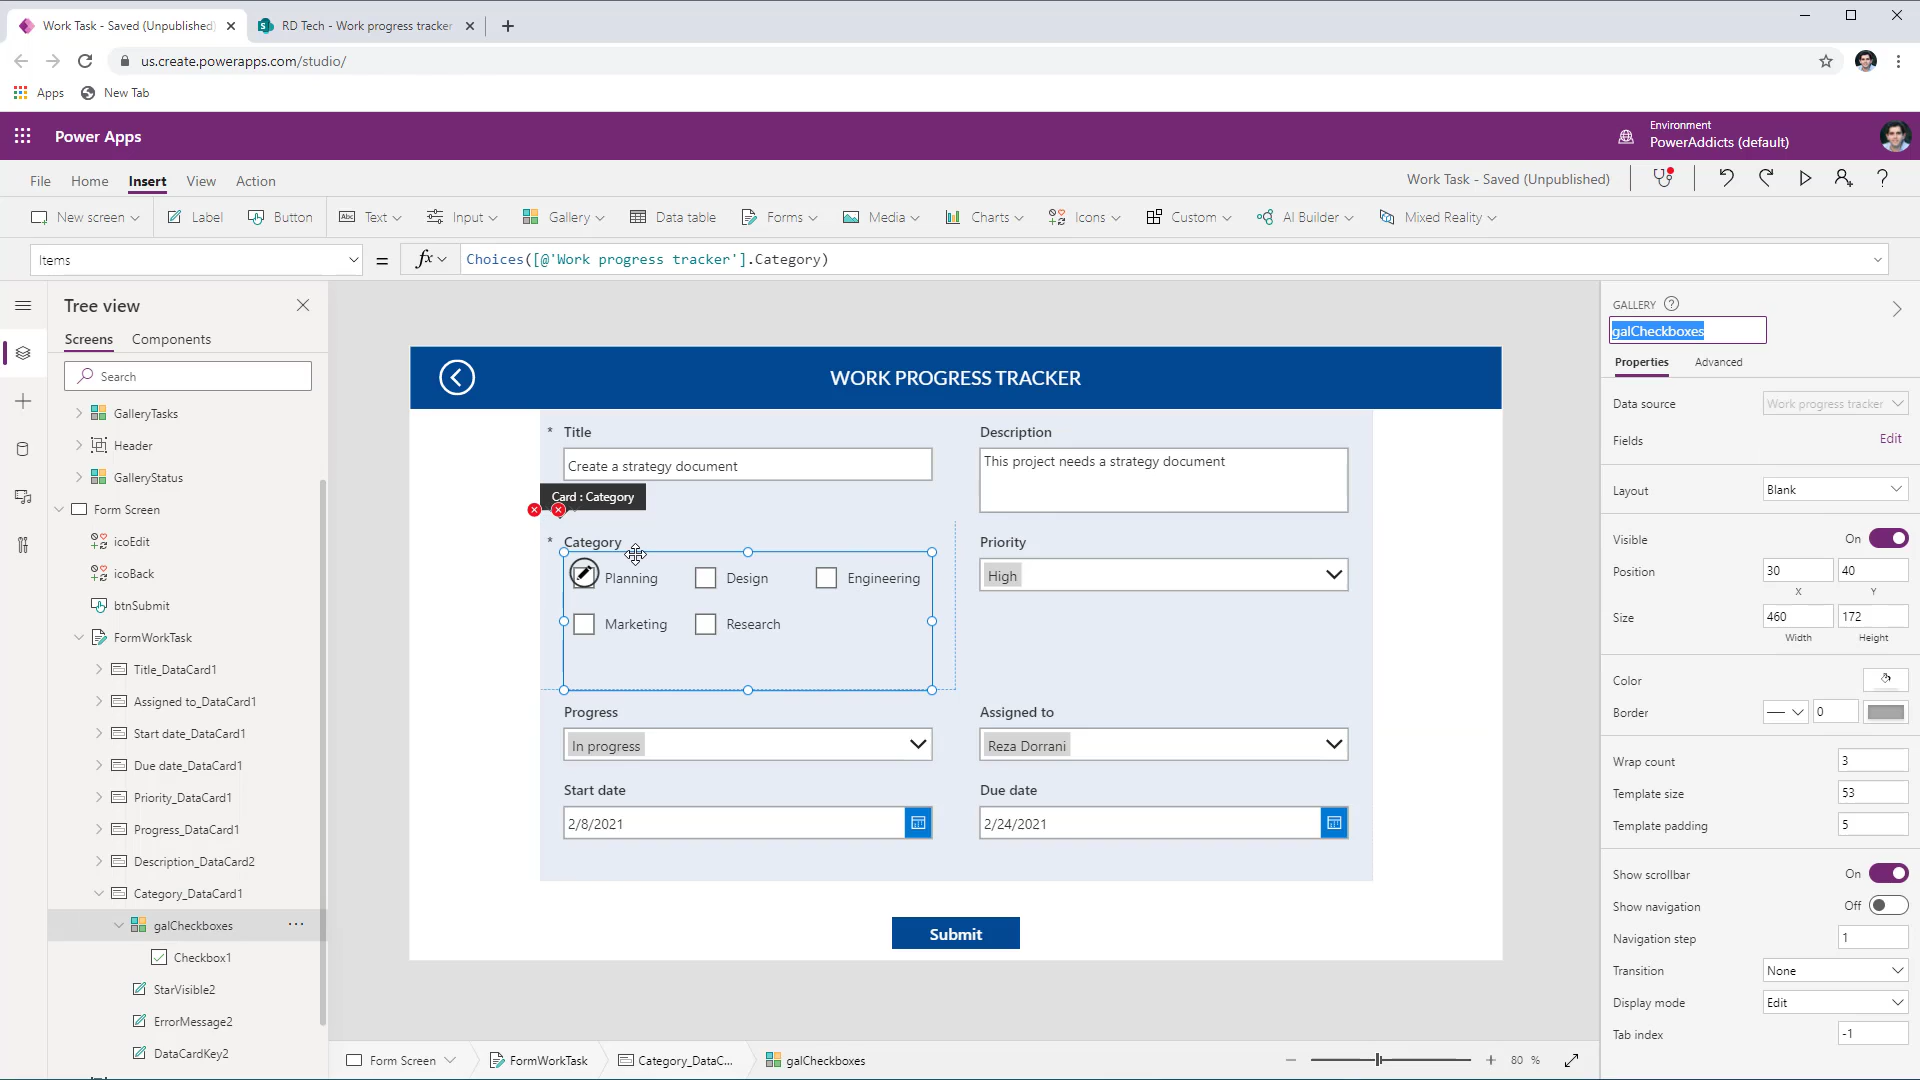 Work Task - Saved (Unpublished)
RD Tech - Work progress tracker
us.create.powerapps.com/studio/
Apps
New Tab
Power Apps
Environment
PowerAddicts (default)
File
Home
Insert
View
Action
Work Task - Saved (Unpublished)
New screen
Label
Button
Abc
Text
Input
Gallery
Data table
Forms
Media
Charts
Icons
Custom
AI Builder
Mixed Reality
Items
=
fx
Choices([@'Work progress tracker'].Category)
Tree view
Screens
Components
Search
GalleryTasks
Header
GalleryStatus
Form Screen
icoEdit
icoBack
btnSubmit
FormWorkTask
Title_DataCard1
Assigned to_DataCard1
Start date_DataCard1
Due date_DataCard1
Priority_DataCard1
Progress_DataCard1
Description_DataCard2
Category_DataCard1
galCheckboxes
...
Checkbox1
StarVisible2
ErrorMessage2
DataCardKey2
WORK PROGRESS TRACKER
* Title
Create a strategy document
Description
This project needs a strategy document
Card : Category
* Category
Planning
Design
Engineering
Marketing
Research
Priority
High
Progress
In progress
Assigned to
Reza Dorrani
Start date
2/8/2021
Due date
2/24/2021
Submit
Form Screen
FormWorkTask
Category_DataC...
galCheckboxes
80 %
GALLERY
galCheckboxes
Properties
Advanced
Data source
Work progress tracker
Fields
Edit
Layout
Blank
Visible
On
Position
30
40
X
Y
Size
460
172
Width
Height
Color
Border
0
Wrap count
3
Template size
53
Template padding
5
Show scrollbar
On
Show navigation
Off
Navigation step
1
Transition
None
Display mode
Edit
Tab index
-1